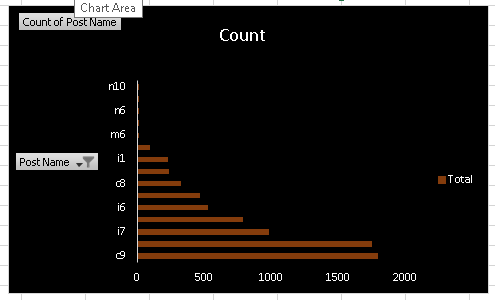 Chart Area
Count of Post Name
Count
n10
n6
m6
Post Name
i1
c8
i6
i7
c9
Total
0 500 1000 1500 2000